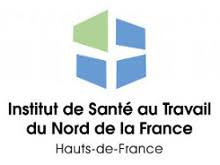 Institut de Santé au Travail
du Nord de la France
Hauts-de-France